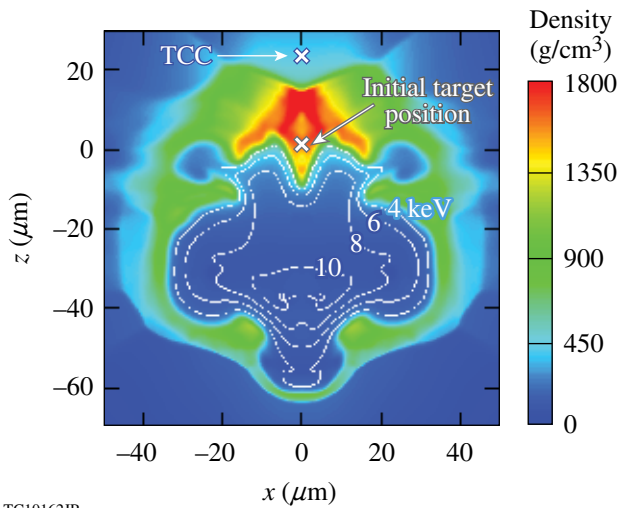 Density
(g/cm³)
1800
1350
900
450
0
TCC
Initial target
position
4 keV
6
8
10
20
0
−20
−40
−60
z (μm)
−40
−20
0
20
40
x (μm)